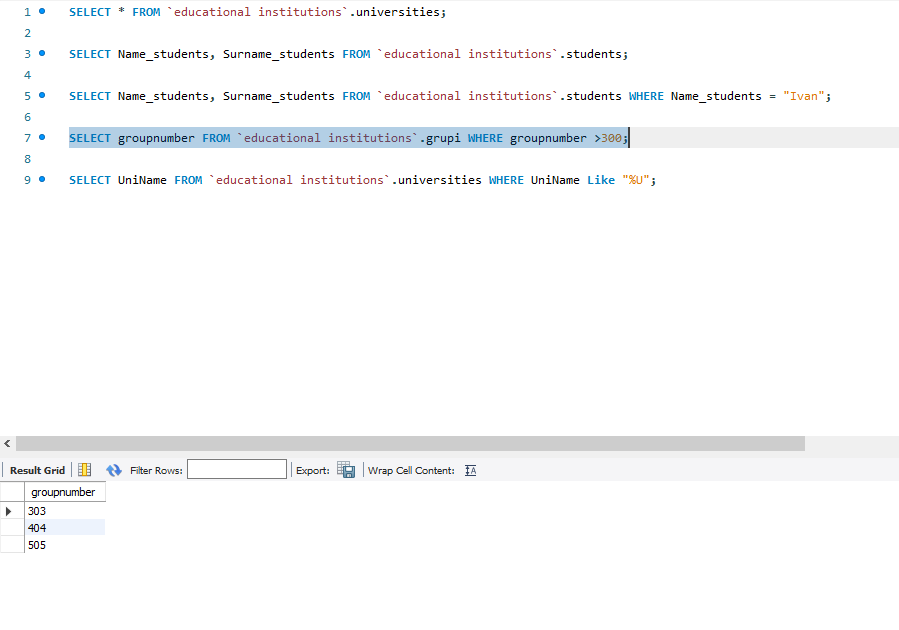 1 SELECT * FROM `educational institutions`.universities;
2
3 SELECT Name_students, Surname_students FROM `educational institutions`.students;
4
5 SELECT Name_students, Surname_students FROM `educational institutions`.students WHERE Name_students = "Ivan";
6
7 SELECT groupnumber FROM `educational institutions`.grupi WHERE groupnumber >300;
8
9 SELECT UniName FROM `educational institutions`.universities WHERE UniName Like "%U";
Result Grid Filter Rows: Export: Wrap Cell Content: IA
groupnumber
303
404
505